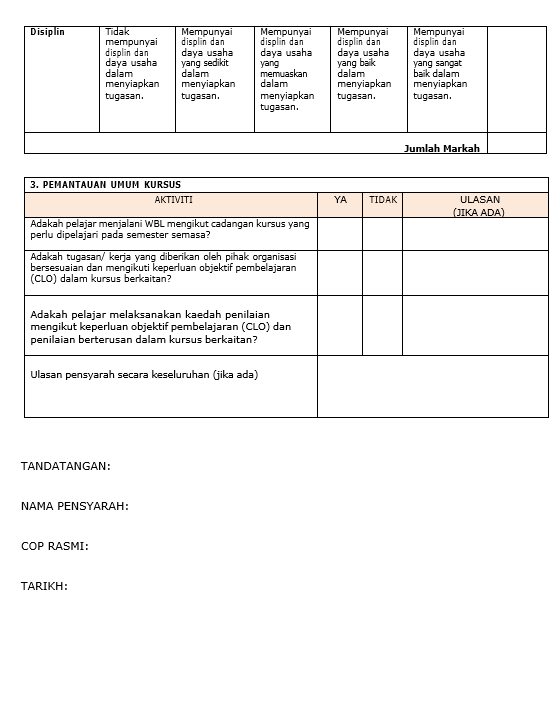 Disiplin
Tidak
mempunyai
displin dan
daya usaha
dalam
menyiapkan
tugasan.
Mempunyai
displin dan
daya usaha
yang sedikit
dalam
menyiapkan
tugasan.
Mempunyai
displin dan
daya usaha
yang
memuaskan
dalam
menyiapkan
tugasan.
Mempunyai
displin dan
daya usaha
yang baik
dalam
menyiapkan
tugasan.
Mempunyai
displin dan
daya usaha
yang sangat
baik dalam
menyiapkan
tugasan.
Jumlah Markah
3. PEMANTAUAN UMUM KURSUS
AKTIVITI
YA
TIDAK
ULASAN
(JIKA ADA)
Adakah pelajar menjalani WBL mengikut cadangan kursus yang
perlu dipelajari pada semester semasa?
Adakah tugasan/ kerja yang diberikan oleh pihak organisasi
bersesuaian dan mengikuti keperluan objektif pembelajaran
(CLO) dalam kursus berkaitan?
Adakah pelajar melaksanakan kaedah penilaian
mengikut keperluan objektif pembelajaran (CLO) dan
penilaian berterusan dalam kursus berkaitan?
Ulasan pensyarah secara keseluruhan (jika ada)
TANDATANGAN:
NAMA PENSYARAH:
COP RASMI:
TARIKH: